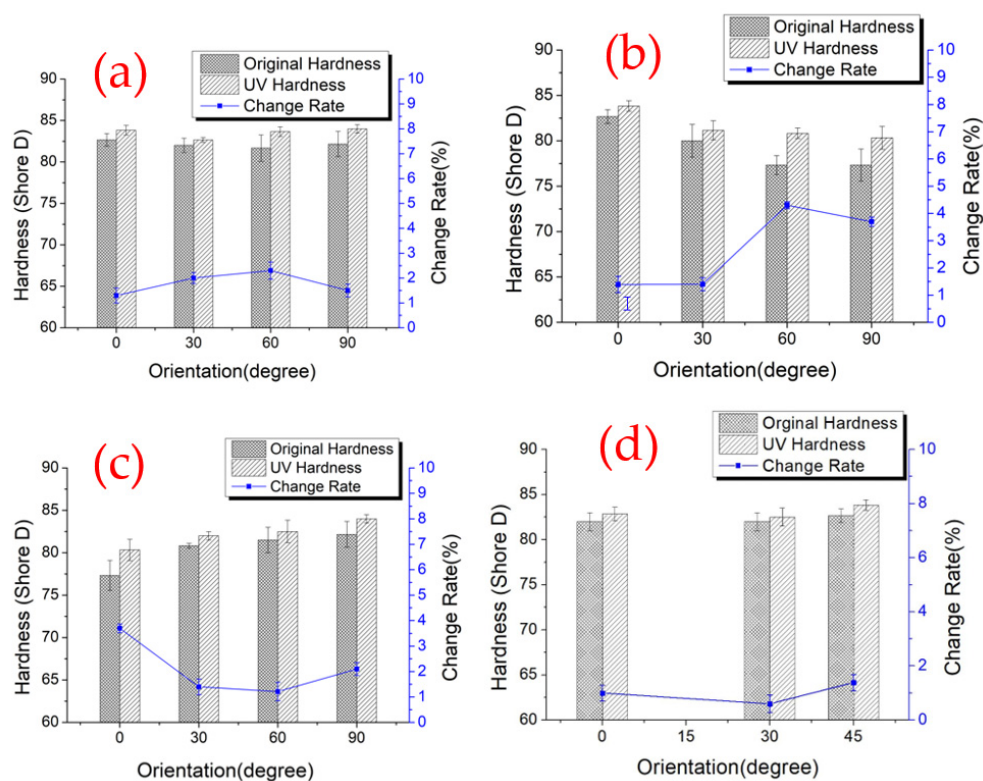 (a)
Original Hardness
UV Hardness
Change Rate
Hardness (Shore D)
90
85
80
75
70
65
60
10
9
8
7
6
5
4
3
2
1
0
Change Rate(%)
0 30 60 90
Orientation(degree)
(b)
Original Hardness
UV Hardness
Change Rate
Hardness (Shore D)
90
85
80
75
70
65
60
10
9
8
7
6
5
4
3
2
1
0
Change Rate(%)
0 30 60 90
Orientation(degree)
(c)
Original Hardness
UV Hardness
Change Rate
Hardness (Shore D)
90
85
80
75
70
65
60
10
9
8
7
6
5
4
3
2
1
0
Change Rate(%)
0 30 60 90
Orientation(degree)
(d)
Orginal Hardness
UV Hardness
Change Rate
Hardness (Shore D)
90
85
80
75
70
65
60
10
8
6
4
2
0
Change Rate(%)
0 15 30 45
Orientation(degree)